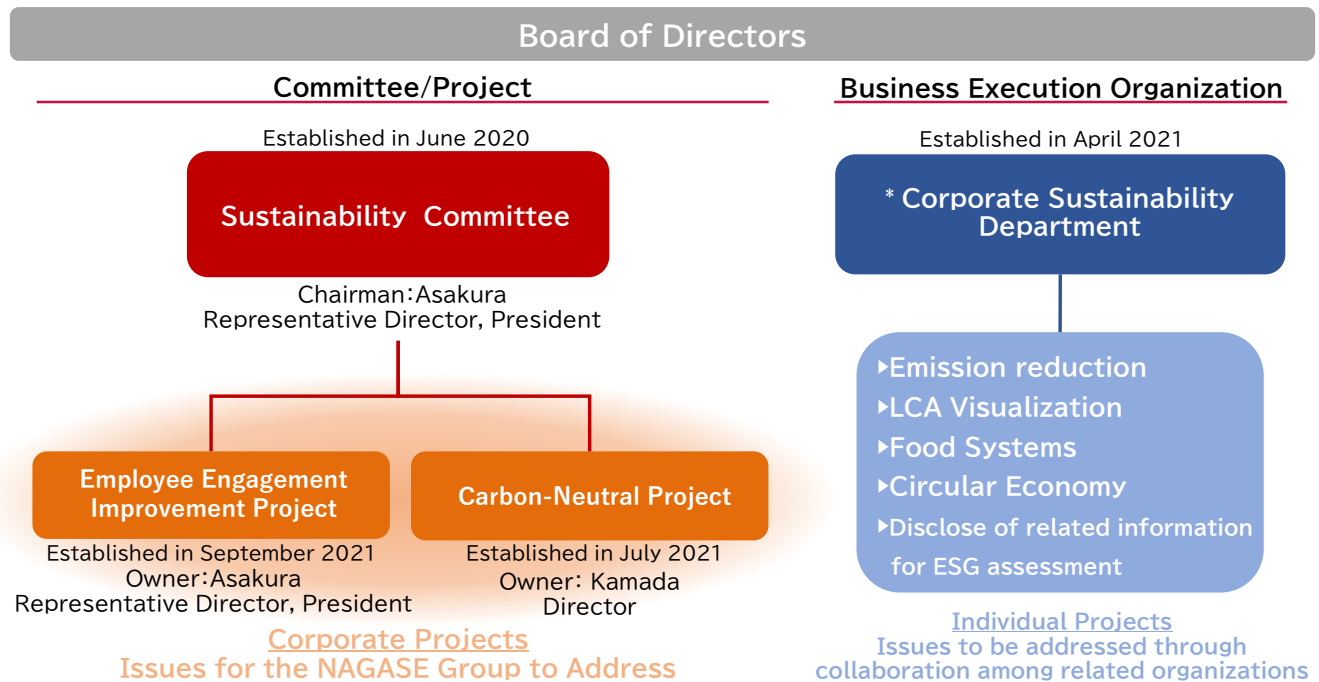 Board of Directors
Committee/Project
Established in June 2020
Sustainability Committee
Chairman:Asakura
Representative Director, President
Employee Engagement
Improvement Project
Established in September 2021
Owner:Asakura
Representative Director, President
Carbon-Neutral Project
Established in July 2021
Owner: Kamada
Director
Corporate Projects
Issues for the NAGASE Group to Address
Business Execution Organization
Established in April 2021
* Corporate Sustainability
Department
▶Emission reduction
▶LCA Visualization
▶Food Systems
▶Circular Economy
▶Disclose of related information
for ESG assessment
Individual Projects
Issues to be addressed through
collaboration among related organizations